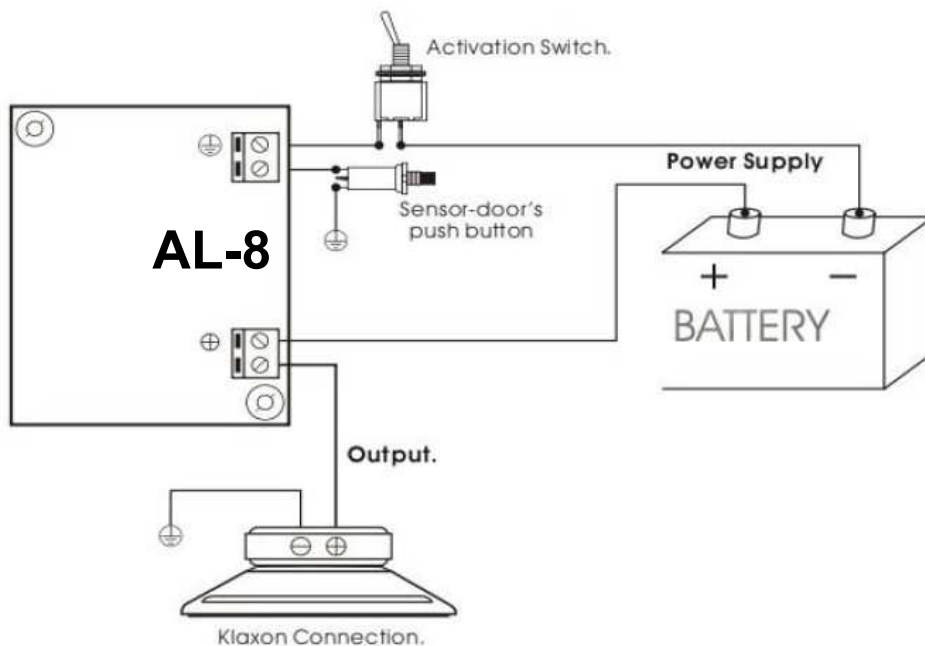 Activation Switch.
Power Supply
Sensor-door's
push button
AL-8
+ −
BATTERY
Output.
Klaxon Connection.